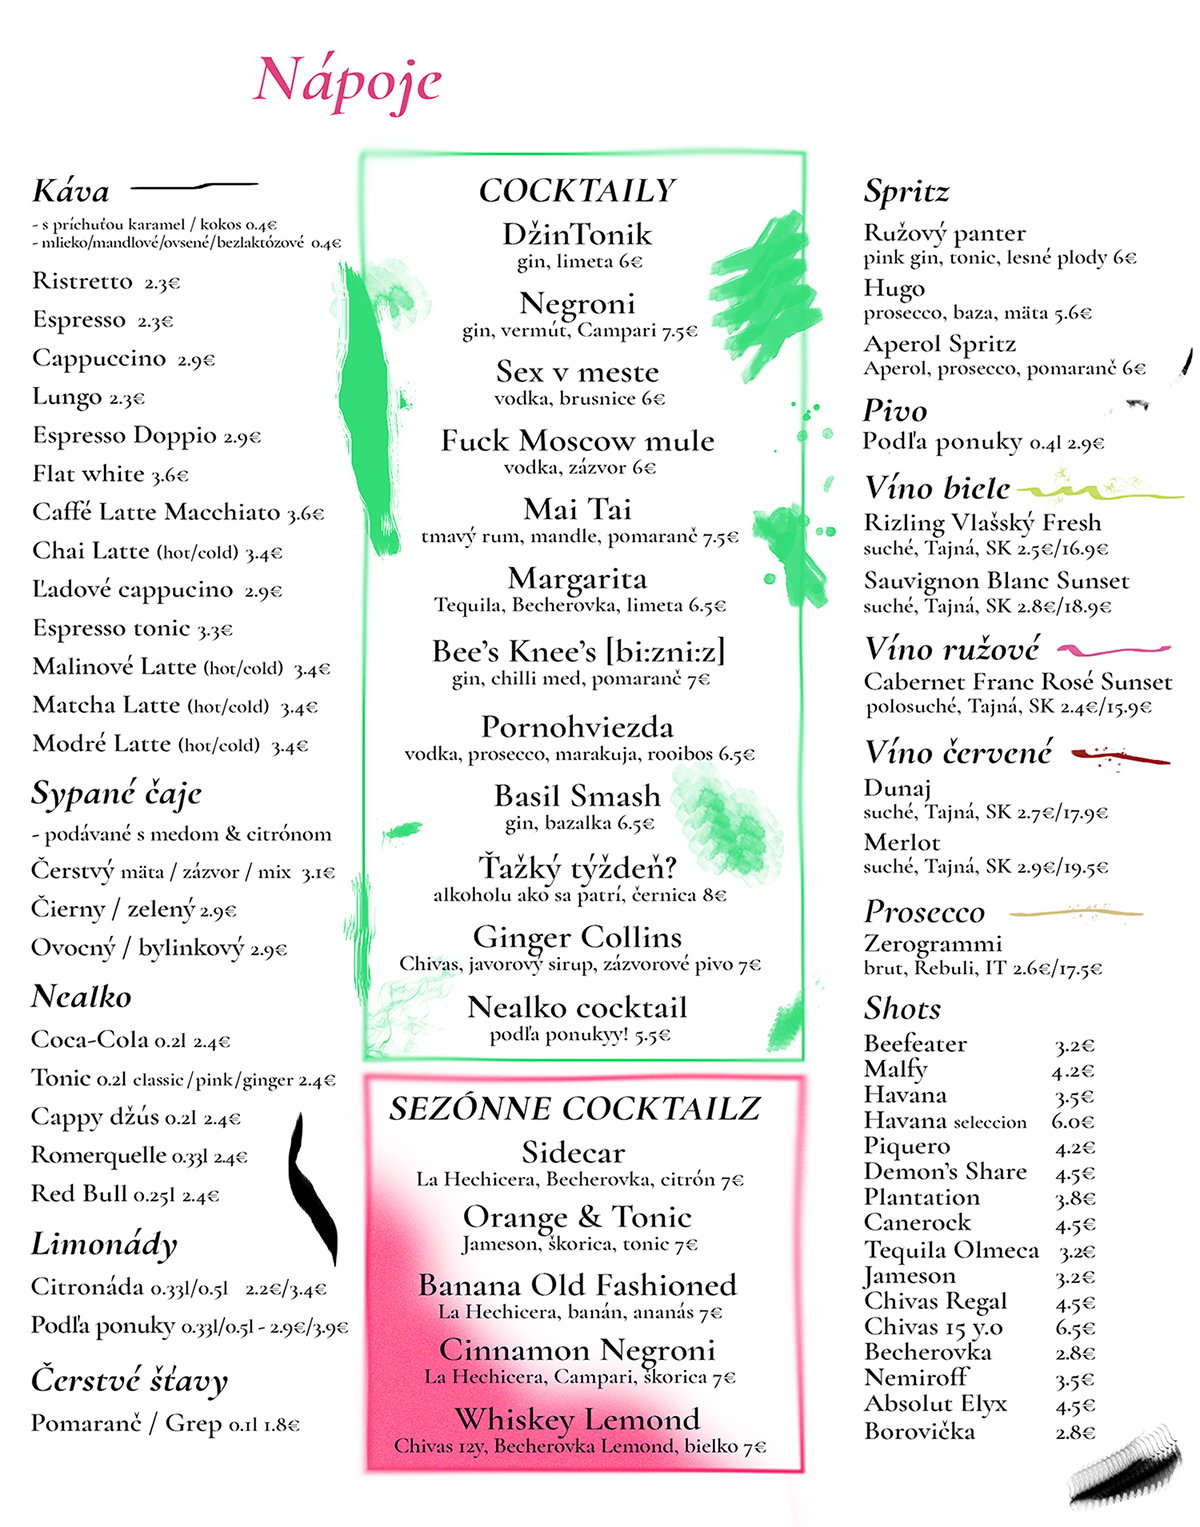 Nápoje
Káva
- s príchuťou karamel / kokos 0.4€
- mlieko/mandlové/ovsené/bezlaktózové 0.4€
Ristretto 2.3€
Espresso 2.3€
Cappuccino 2.9€
Lungo 2.3€
Espresso Doppio 2.9€
Flat white 3.6€
Caffé Latte Macchiato 3.6€
Chai Latte (hot/cold) 3.4€
Ľadové cappucino 2.9€
Espresso tonic 3.3€
Malinové Latte (hot/cold) 3.4€
Matcha Latte (hot/cold) 3.4€
Modré Latte (hot/cold) 3.4€
Sypané čaje
- podávané s medom & citrónom
Čerstvý mäta / zázvor / mix 3.1€
Čierny / zelený 2.9€
Ovocný / bylinkový 2.9€
Nealko
Coca-Cola 0.2l 2.4€
Tonic 0.2l classic/pink/ginger 2.4€
Cappy džús 0.2l 2.4€
Romerquelle 0.33l 2.4€
Red Bull 0.25l 2.4€
Limonády
Citronáda 0.33l/0.5l 2.2€/3.4€
Podľa ponuky 0.33l/0.5l - 2.9€/3.9€
Čerstvé šťavy
Pomaranč / Grep 0.1l 1.8€
COCKTAILY
DžinTonik
gin, limeta 6€
Negroni
gin, vermút, Campari 7.5€
Sex v meste
vodka, brusnice 6€
Fuck Moscow mule
vodka, zázvor 6€
Mai Tai
tmavý rum, mandle, pomaranč 7.5€
Margarita
Tequila, Becherovka, limeta 6.5€
Bee's Knee's [bi:zni:z]
gin, chilli med, pomaranč 7€
Pornohviezda
vodka, prosecco, marakuja, rooibos 6.5€
Basil Smash
gin, bazalka 6.5€
Ťažký týždeň?
alkoholu ako sa patrí, černica 8€
Ginger Collins
Chivas, javorový sirup, zázvorové pivo 7€
Nealko cocktail
podľa ponukyy! 5.5€
SEZÓNNE COCKTAILZ
Sidecar
La Hechicera, Becherovka, citrón 7€
Orange & Tonic
Jameson, škorica, tonic 7€
Banana Old Fashioned
La Hechicera, banán, ananás 7€
Cinnamon Negroni
La Hechicera, Campari, škorica 7€
Whiskey Lemond
Chivas 12y, Becherovka Lemond, bielko 7€
Spritz
Ružový panter
pink gin, tonic, lesné plody 6€
Hugo
prosecco, baza, mäta 5.6€
Aperol Spritz
Aperol, prosecco, pomaranč 6€
Pivo
Podľa ponuky 0.4l 2.9€
Víno biele
Rizling Vlašský Fresh
suché, Tajná, SK 2.5€/16.9€
Sauvignon Blanc Sunset
suché, Tajná, SK 2.8€/18.9€
Víno ružové
Cabernet Franc Rosé Sunset
polosuché, Tajná, SK 2.4€/15.9€
Víno červené
Dunaj
suché, Tajná, SK 2.7€/17.9€
Merlot
suché, Tajná, SK 2.9€/19.5€
Prosecco
Zerogrammi
brut, Rebuli, IT 2.6€/17.5€
Shots
Beefeater 3.2€
Malfy 4.2€
Havana 3.5€
Havana seleccion 6.0€
Piquero 4.2€
Demon's Share 4.5€
Plantation 3.8€
Canerock 4.5€
Tequila Olmeca 3.2€
Jameson 3.2€
Chivas Regal 4.5€
Chivas 15 y.o 6.5€
Becherovka 2.8€
Nemiroff 3.5€
Absolut Elyx 4.5€
Borovička 2.8€